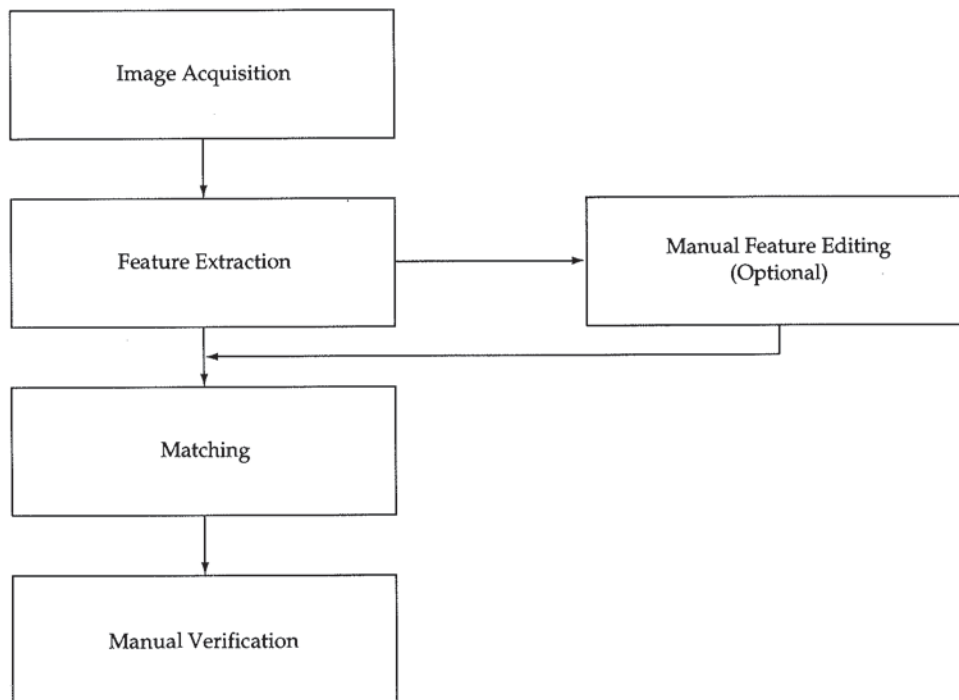 Image Acquisition
Feature Extraction
Manual Feature Editing
(Optional)
Matching
Manual Verification